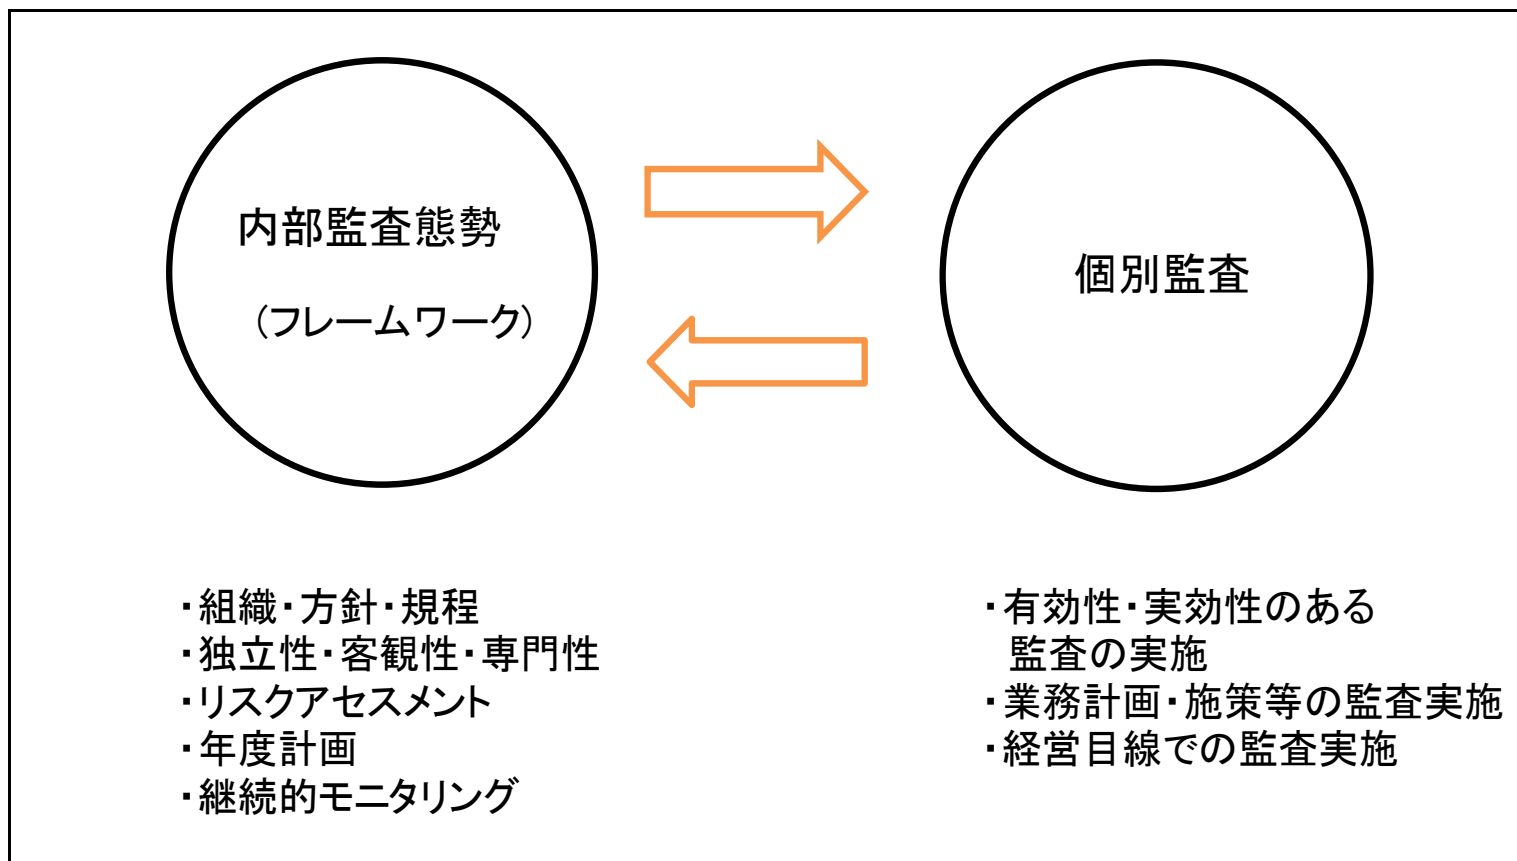 内部監査態勢
(フレームワーク)
個別監査
・組織・方針・規程
・独立性・客観性・専門性
・リスクアセスメント
・年度計画
・継続的モニタリング
・有効性・実効性のある
監査の実施
・業務計画・施策等の監査実施
・経営目線での監査実施